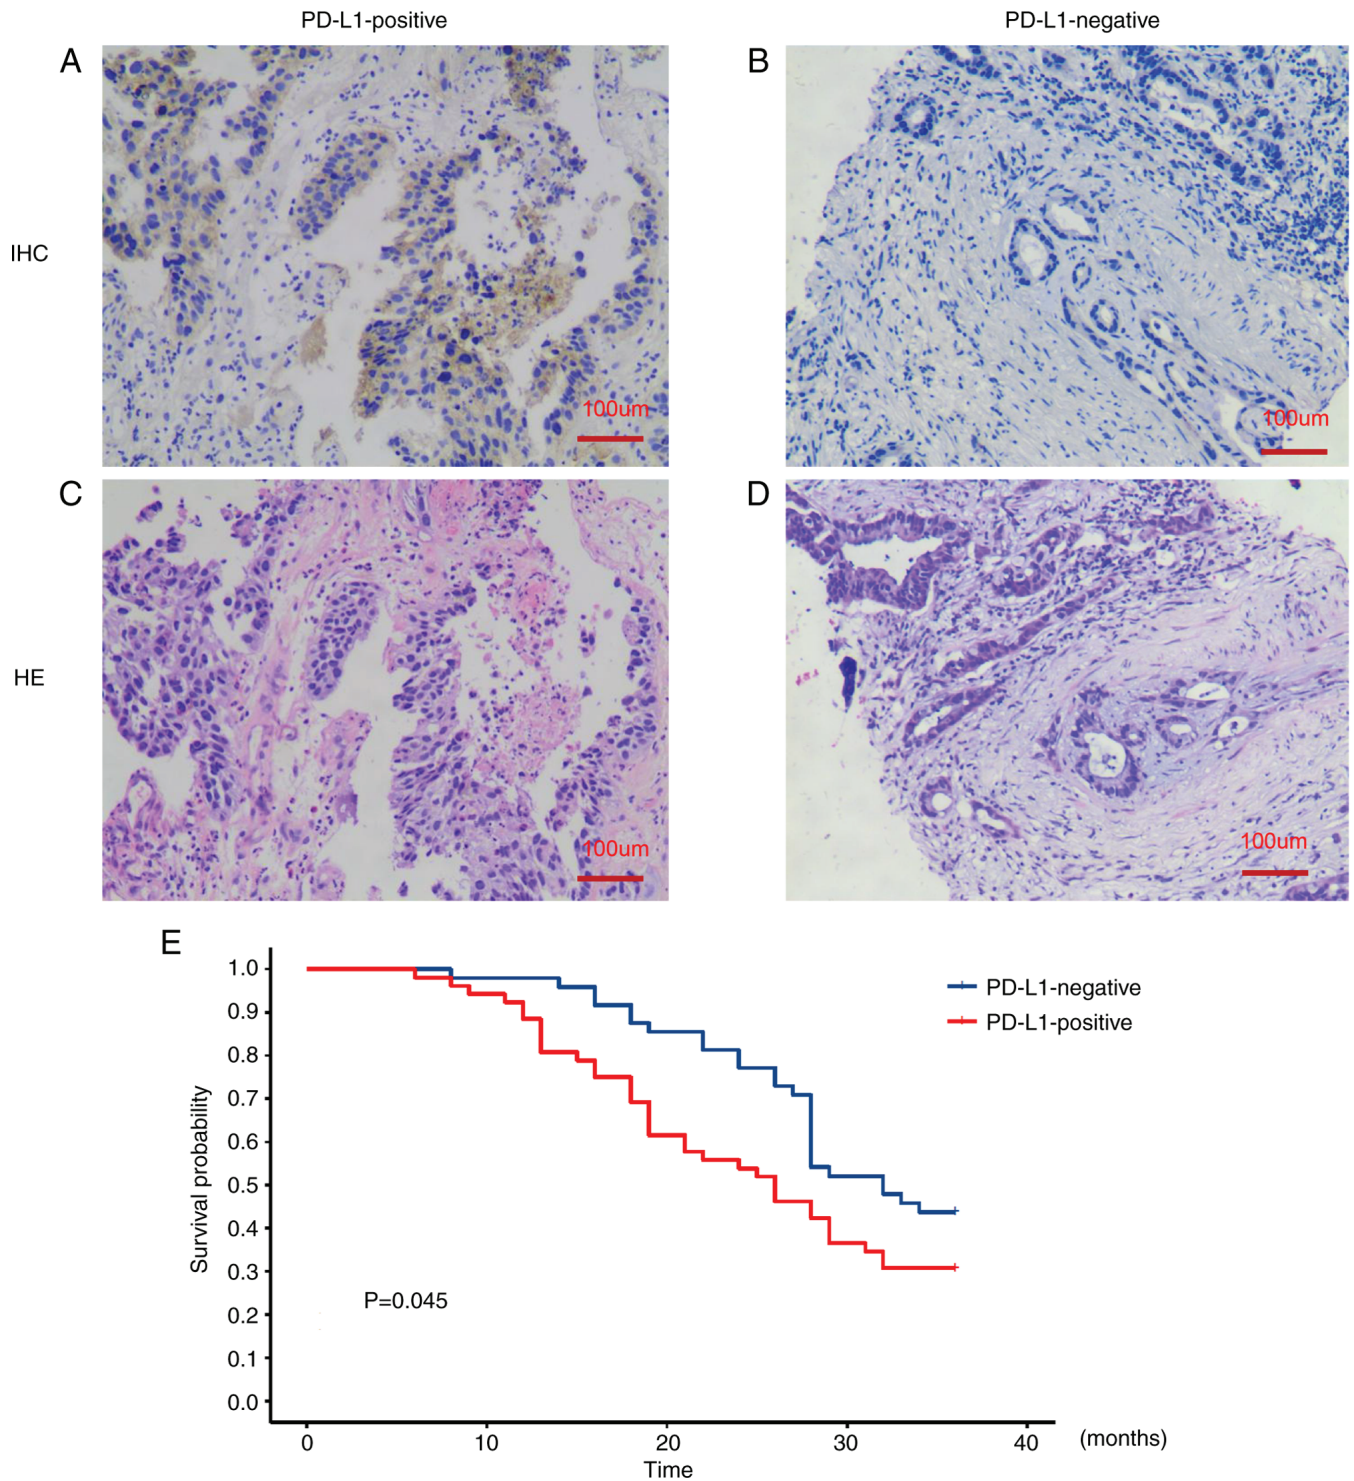 PD-L1-positive
PD-L1-negative
A
B
IHC
100um
100um
C
D
HE
100um
100um
E
1.0
0.9
0.8
0.7
0.6
0.5
0.4
0.3
0.2
0.1
0.0
Survival probability
PD-L1-negative
PD-L1-positive
P=0.045
0
10
20
30
40
(months)
Time